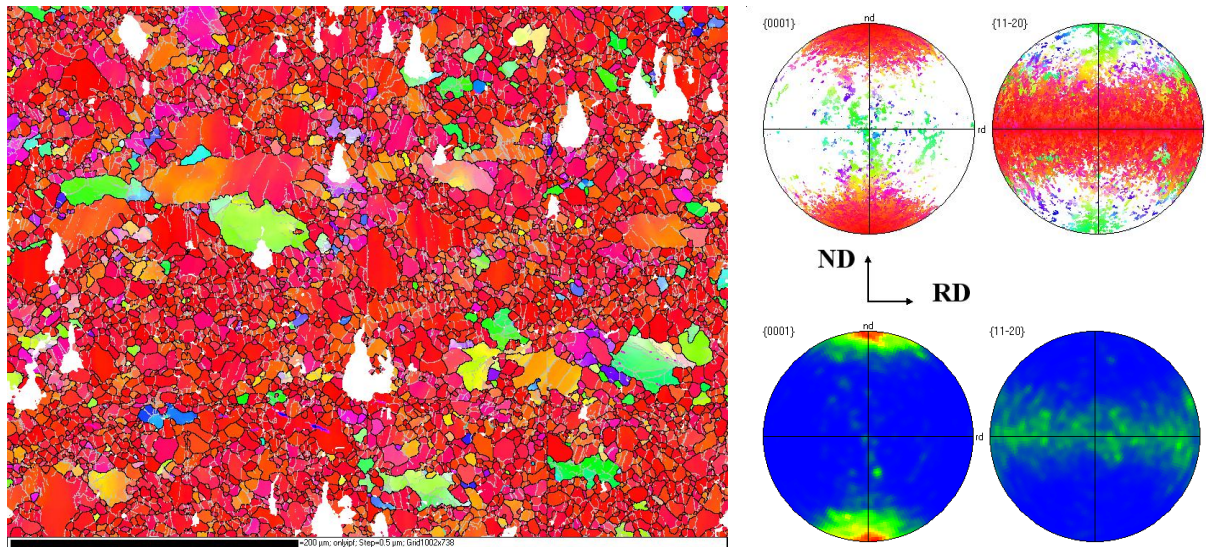 {0001}
nd
{11-20}
rd
ND
RD
{0001}
nd
{11-20}
rd
=200 µm; onlyipf; Step=0.5 µm; Grid1002x738